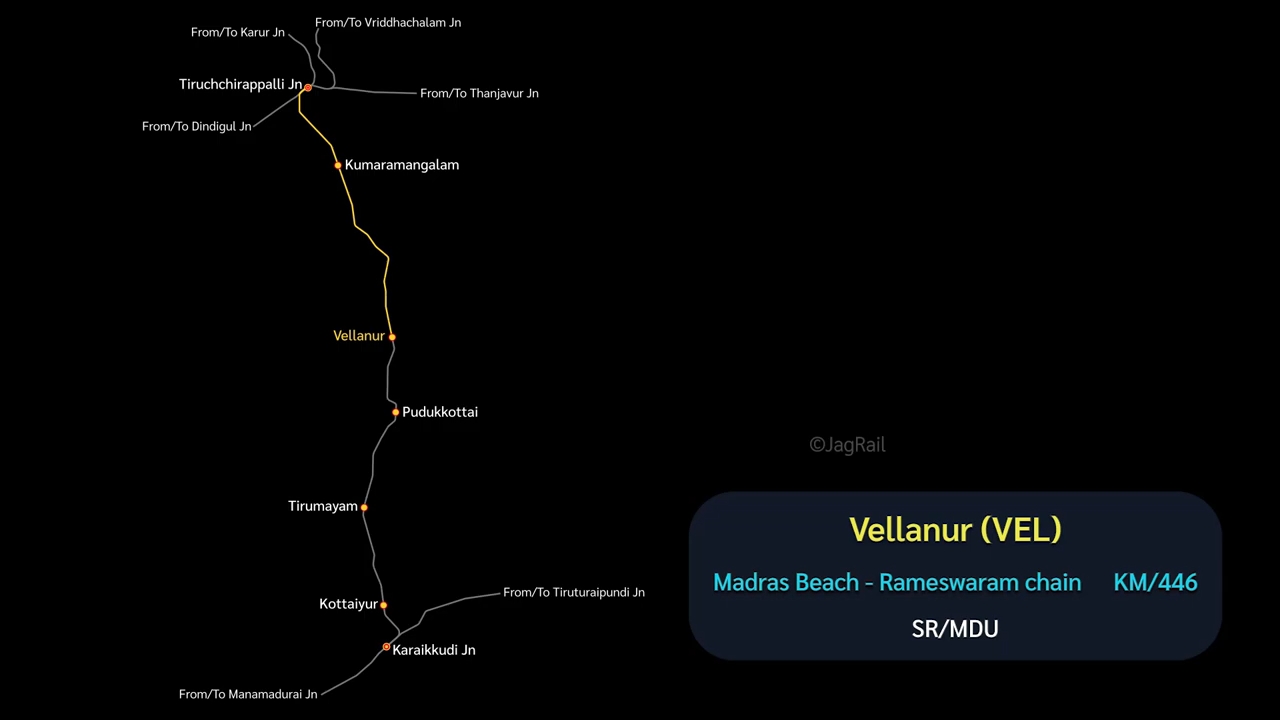 From/To Vriddhachalam Jn
From/To Karur Jn
Tiruchchirappalli Jn
From/To Thanjavur Jn
From/To Dindigul Jn
Kumaramangalam
Vellanur
Pudukkottai
©JagRail
Tirumayam
Vellanur (VEL)
Madras Beach - Rameswaram chain KM/446
SR/MDU
From/To Tiruturaipundi Jn
Kottaiyur
Karaikkudi Jn
From/To Manamadurai Jn